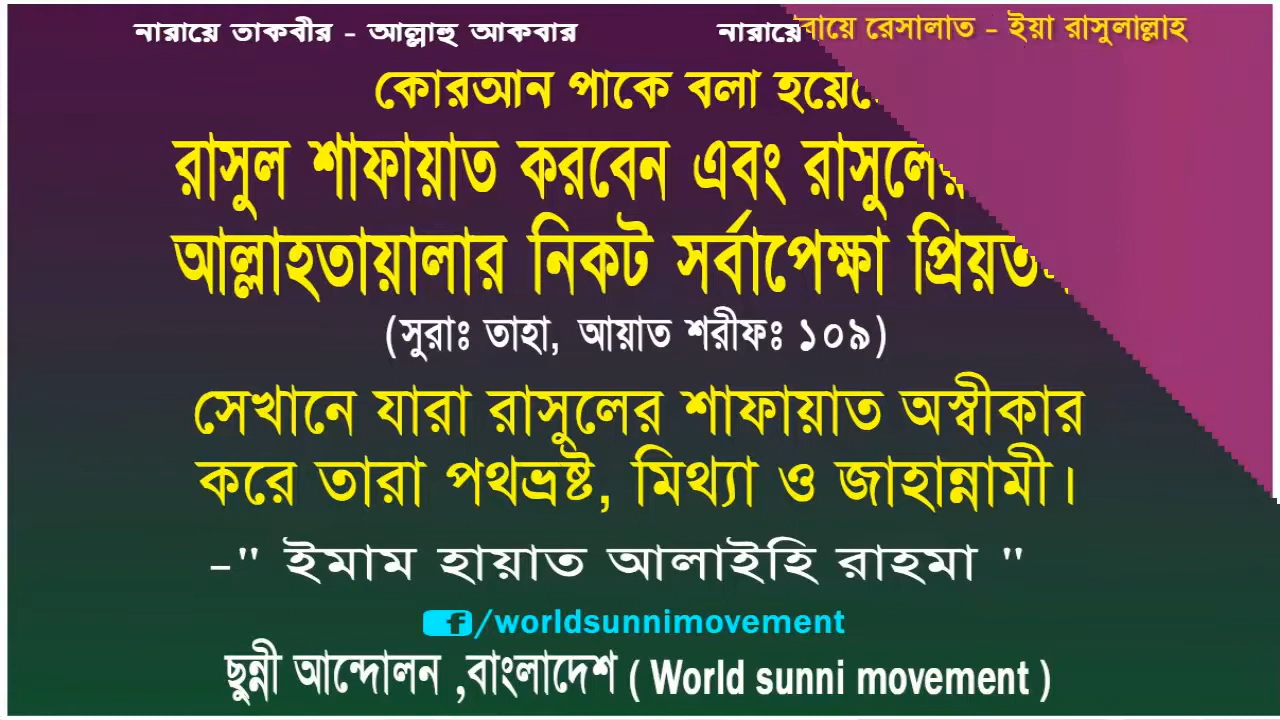 নারায়ে তাকবীর - আল্লাহু আকবার নারায়ে রেসালাত - ইয়া রাসুলাল্লাহ
কোরআন পাকে বলা
রাসুল শাফায়াত করবেন এবং রাসুলের
আল্লাহতায়ালার নিকট সর্বাপেক্ষা
(সুরাঃ তাহা, আয়াত শরীফঃ ১০৯)
সেখানে যারা রাসুলের শাফায়াত অস্বীকার
করে তারা পথভ্রষ্ট, মিথ্যা ও জাহান্নামী।
-" ইমাম হায়াত আলাইহি রাহমা "
f/worldsunnimovement
ছুন্নী আন্দোলন ,বাংলাদেশ ( World sunni movement )